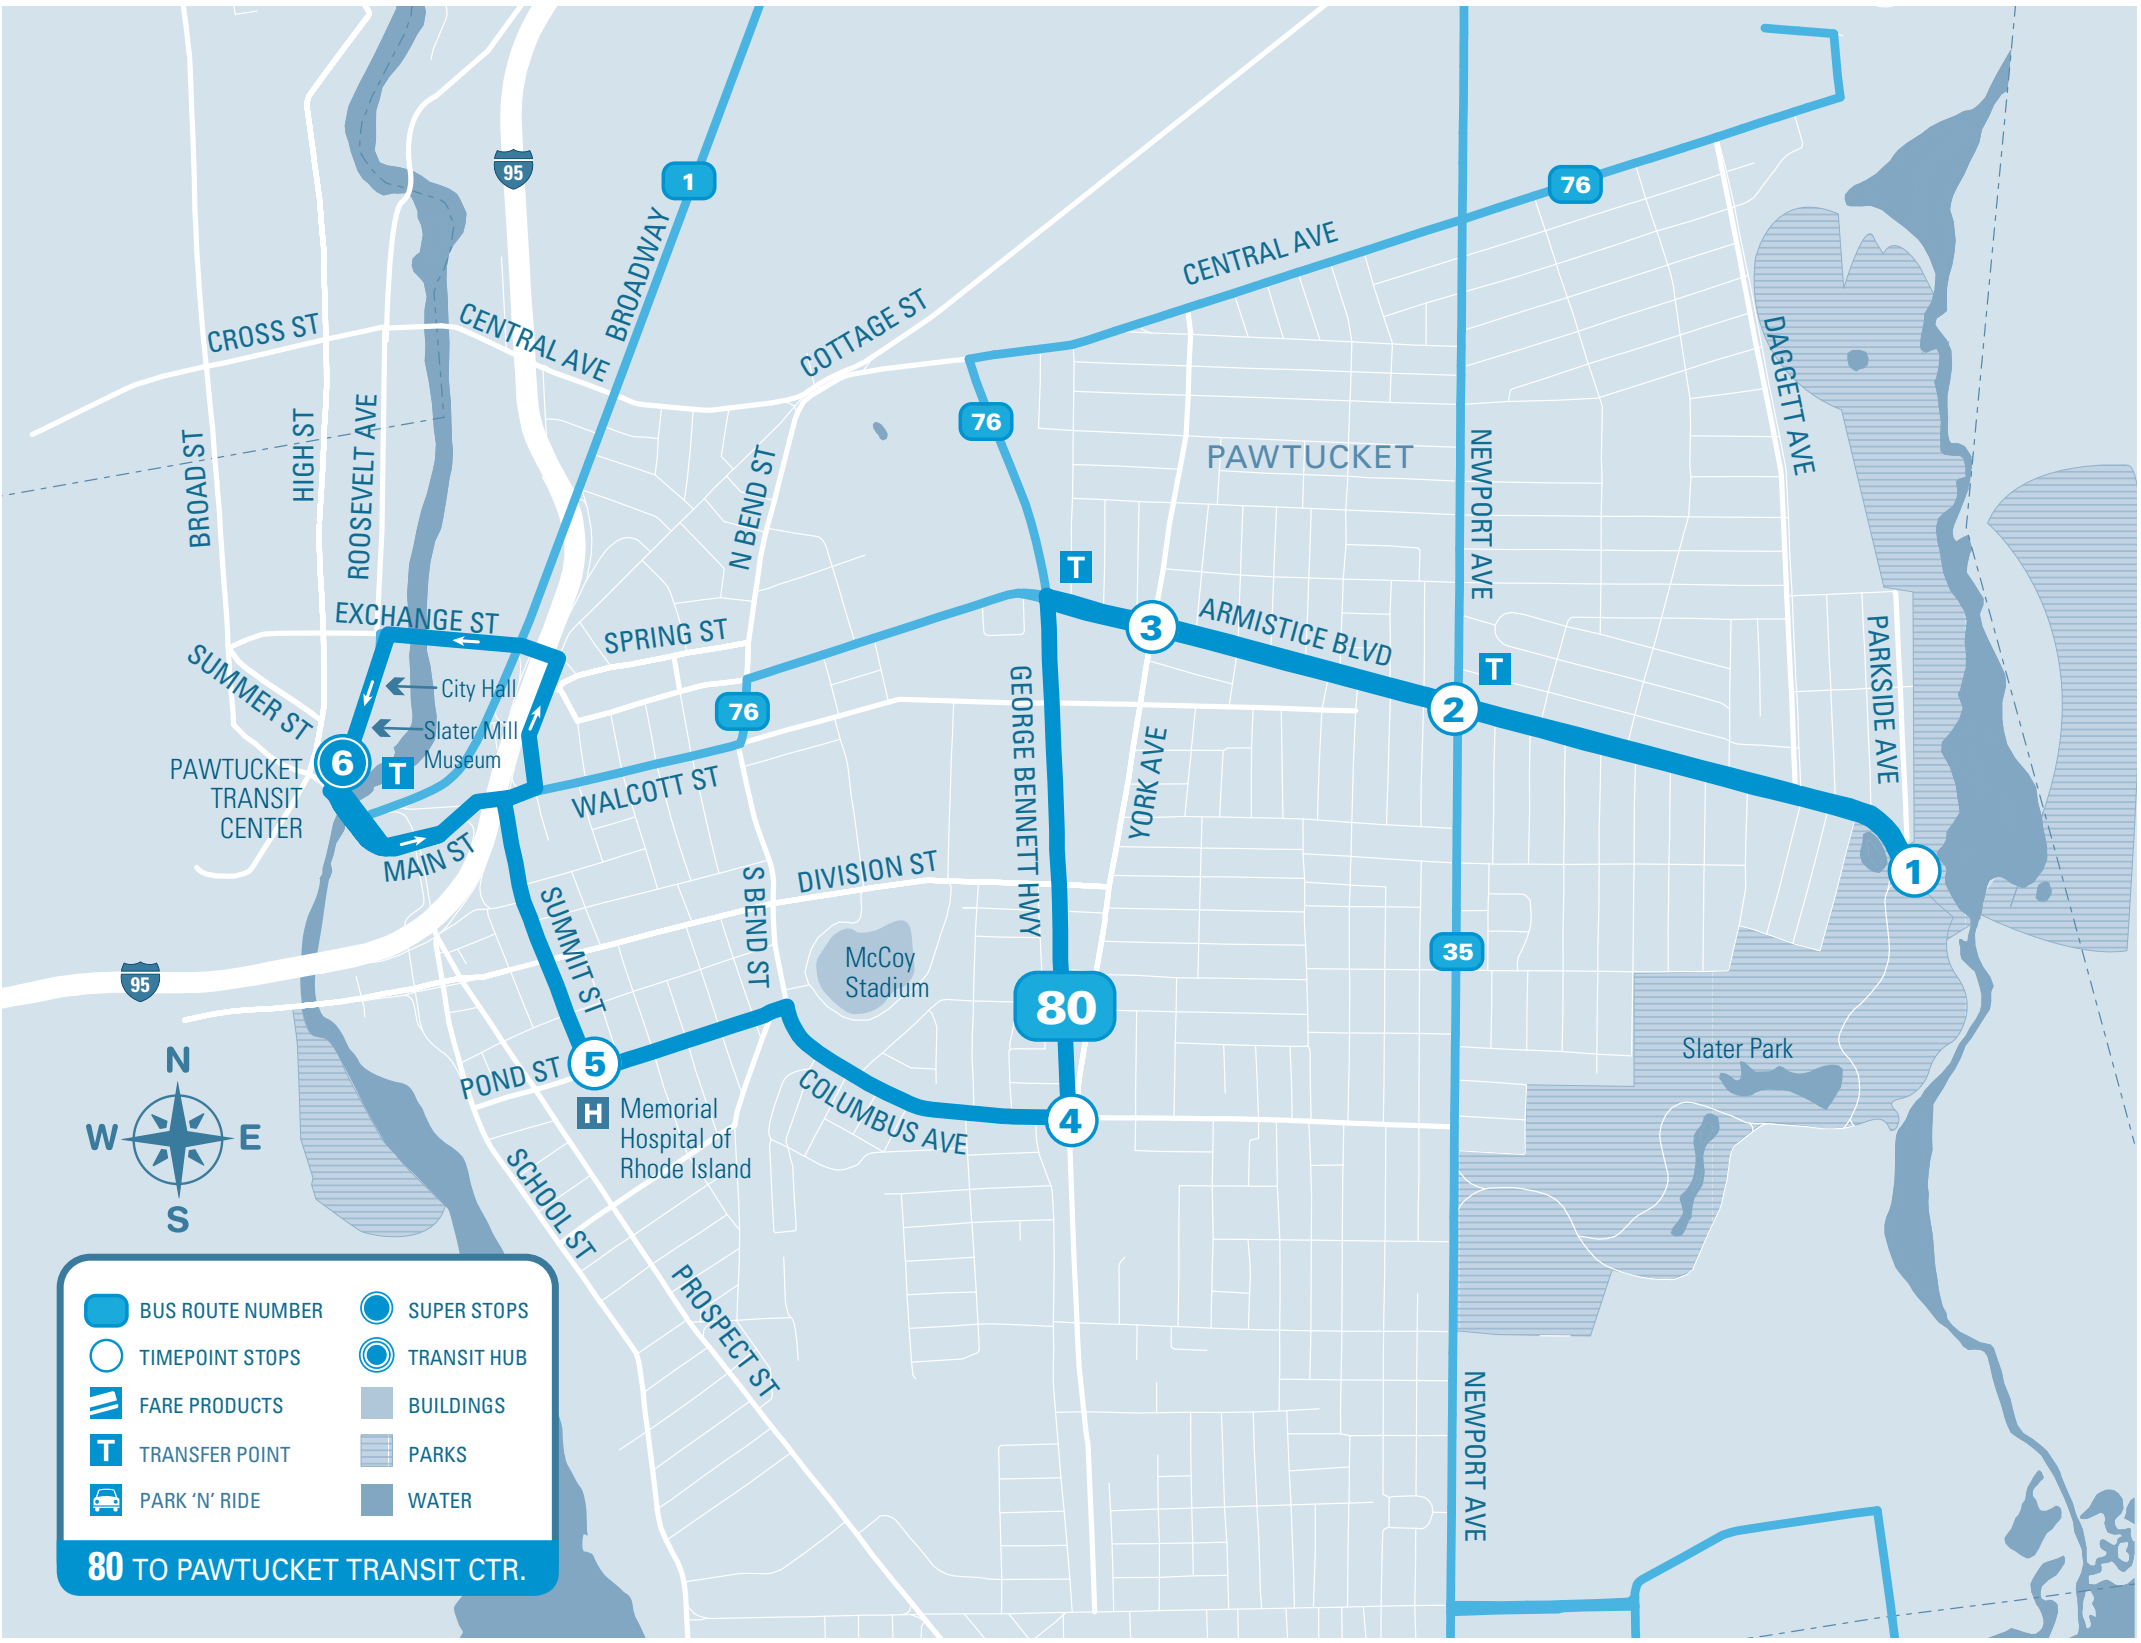 95
1
BROADWAY
76
CENTRAL AVE
CROSS ST
CENTRAL AVE
COTTAGE ST
DAGGETT AVE
BROAD ST
HIGH ST
ROOSEVELT AVE
N BEND ST
76
PAWTUCKET
NEWPORT AVE
T
EXCHANGE ST
SPRING ST
3
ARMISTICE BLVD
PARKSIDE AVE
SUMMER ST
City Hall
Slater Mill
Museum
76
GEORGE BENNETT HWY
YORK AVE
2
T
6
T
PAWTUCKET
TRANSIT
CENTER
WALCOTT ST
MAIN ST
SUMMIT ST
S BEND ST
DIVISION ST
1
McCoy
Stadium
35
95
80
Slater Park
N
W
E
S
POND ST
5
H
Memorial
Hospital of
Rhode Island
COLUMBUS AVE
4
SCHOOL ST
PROSPECT ST
NEWPORT AVE
BUS ROUTE NUMBER
SUPER STOPS
TIMEPOINT STOPS
TRANSIT HUB
FARE PRODUCTS
BUILDINGS
T
TRANSFER POINT
PARKS
PARK ‘N’ RIDE
WATER
80 TO PAWTUCKET TRANSIT CTR.